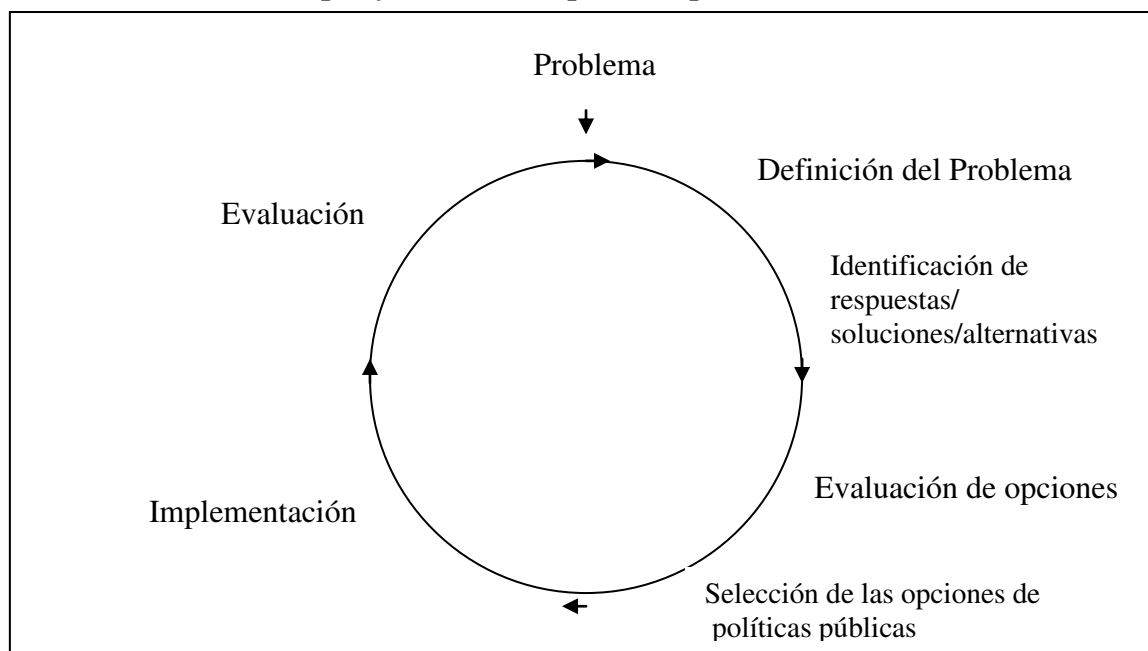 Problema
Definición del Problema
Evaluación
Identificación de
respuestas/
soluciones/alternativas
Evaluación de opciones
Implementación
Selección de las opciones de
políticas públicas